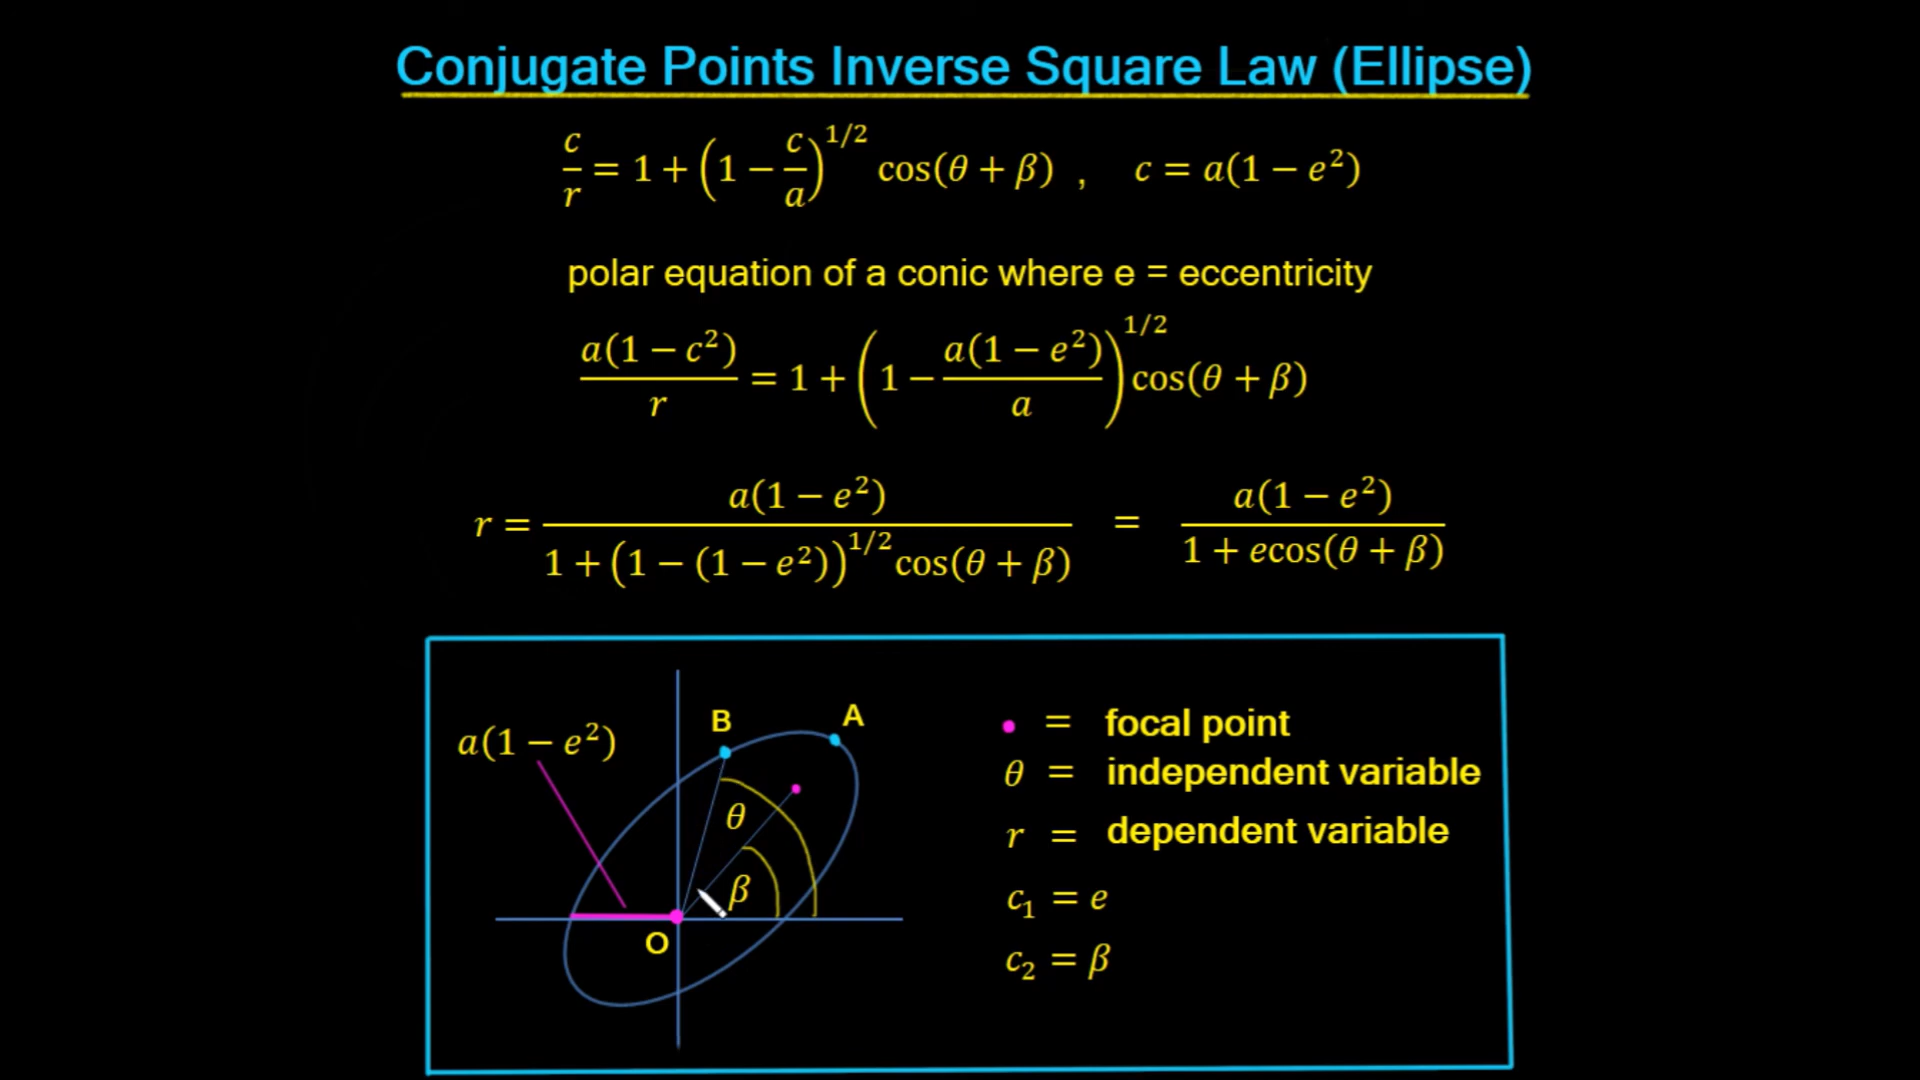 Conjugate Points Inverse Square Law (Ellipse)
c/r = 1 + (1 − c/a)^{1/2} cos(θ + β) , c = a(1 − e²)
polar equation of a conic where e = eccentricity
a(1 − c²)/r = 1 + (1 − a(1 − e²)/a)^{1/2} cos(θ + β)
r = a(1 − e²)/(1 + (1 − (1 − e²))^{1/2} cos(θ + β)) = a(1 − e²)/(1 + ecos(θ + β))
a(1 − e²)
B
A
θ
β
O
• = focal point
θ = independent variable
r = dependent variable
c₁ = e
c₂ = β